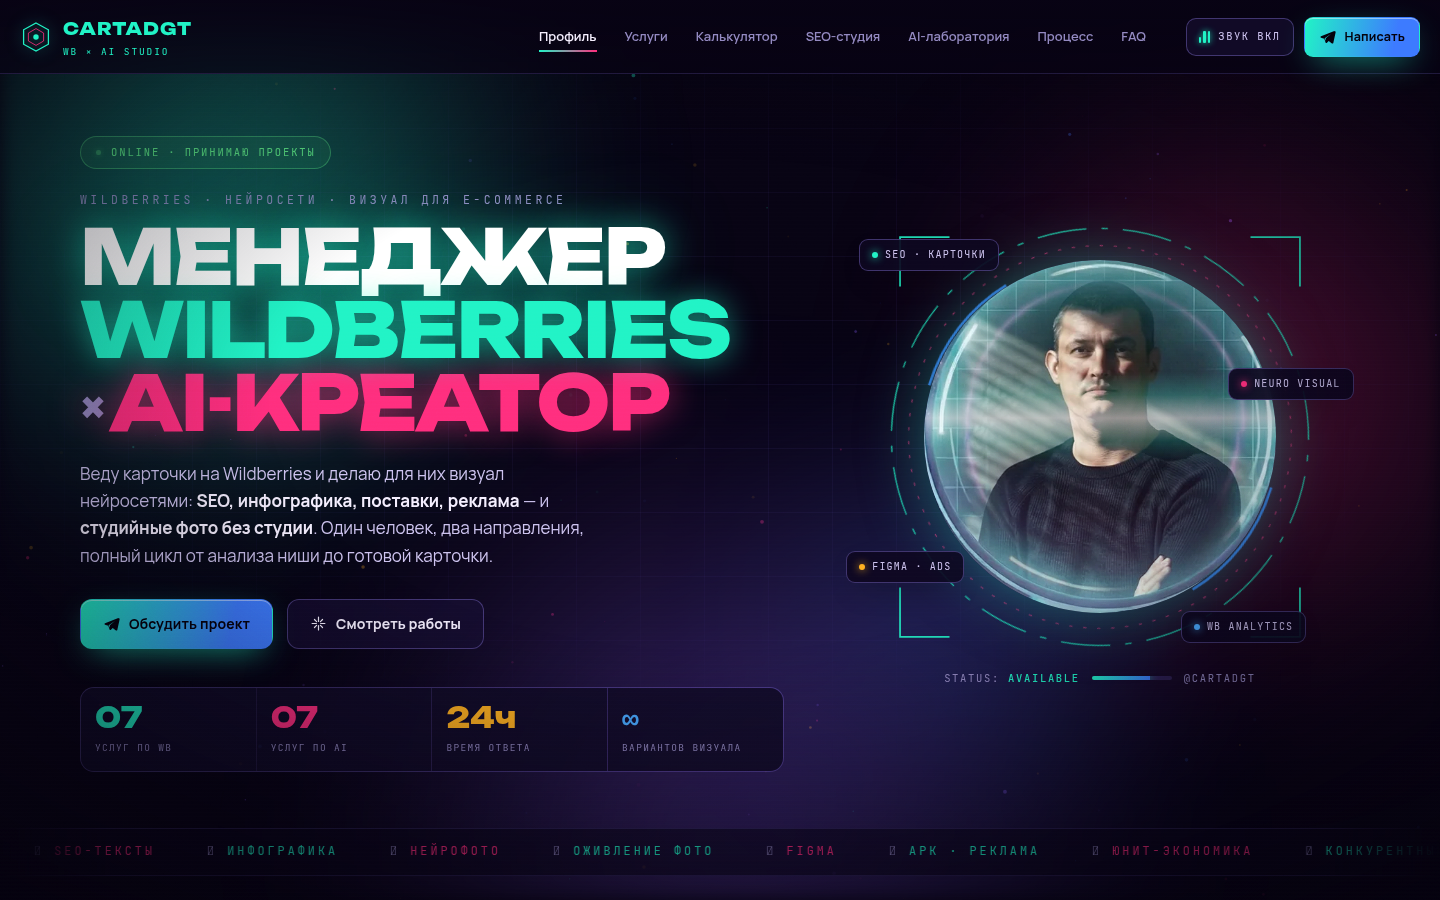 CARTADGT
WB × AI STUDIO
Профиль
Услуги
Калькулятор
SEO-студия
AI-лаборатория
Процесс
FAQ
ЗВУК ВКЛ
Написать
ONLINE · ПРИНИМАЮ ПРОЕКТЫ
WILDBERRIES · НЕЙРОСЕТИ · ВИЗУАЛ ДЛЯ E-COMMERCE
МЕНЕДЖЕР
WILDBERRIES
×AI-КРЕАТОР
Веду карточки на Wildberries и делаю для них визуал
нейросетями: SEO, инфографика, поставки, реклама — и
студийные фото без студии. Один человек, два направления,
полный цикл от анализа ниши до готовой карточки.
Обсудить проект
Смотреть работы
07
УСЛУГ ПО WB
07
УСЛУГ ПО AI
24ч
ВРЕМЯ ОТВЕТА
∞
ВАРИАНТОВ ВИЗУАЛА
SEO · КАРТОЧКИ
NEURO VISUAL
FIGMA · ADS
WB ANALYTICS
STATUS: AVAILABLE
@CARTADGT
SEO-ТЕКСТЫ
ИНФОГРАФИКА
НЕЙРОФОТО
ОЖИВЛЕНИЕ ФОТО
FIGMA
АРК · РЕКЛАМА
ЮНИТ-ЭКОНОМИКА